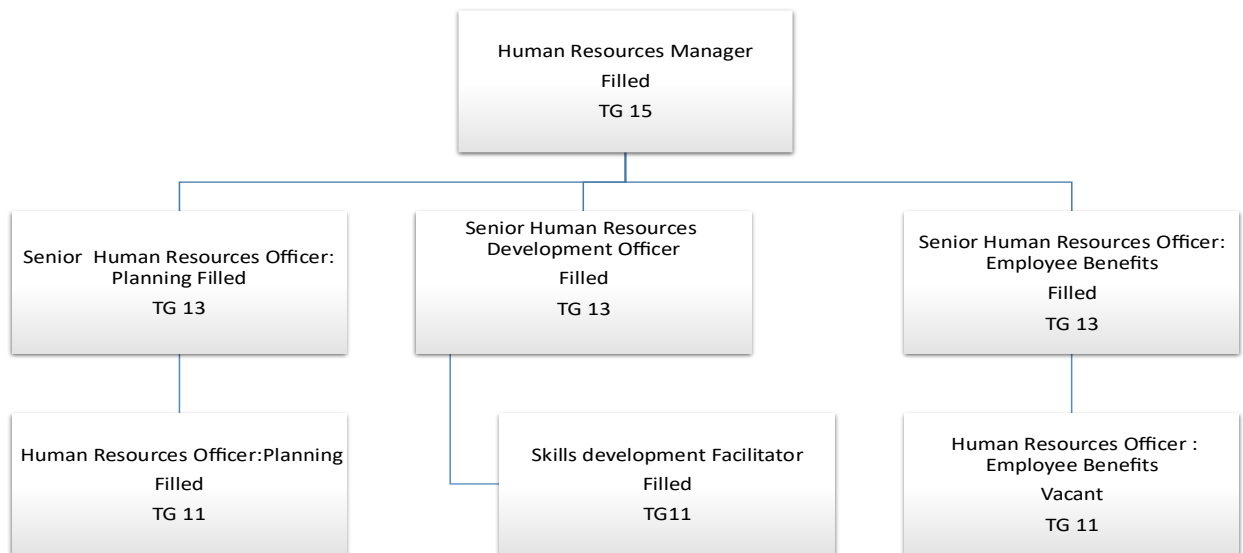 Human Resources Manager
Filled
TG 15
Senior Human Resources Officer:
Planning Filled
TG 13
Senior Human Resources
Development Officer
Filled
TG 13
Senior Human Resources Officer:
Employee Benefits
Filled
TG 13
Human Resources Officer:Planning
Filled
TG 11
Skills development Facilitator
Filled
TG11
Human Resources Officer :
Employee Benefits
Vacant
TG 11